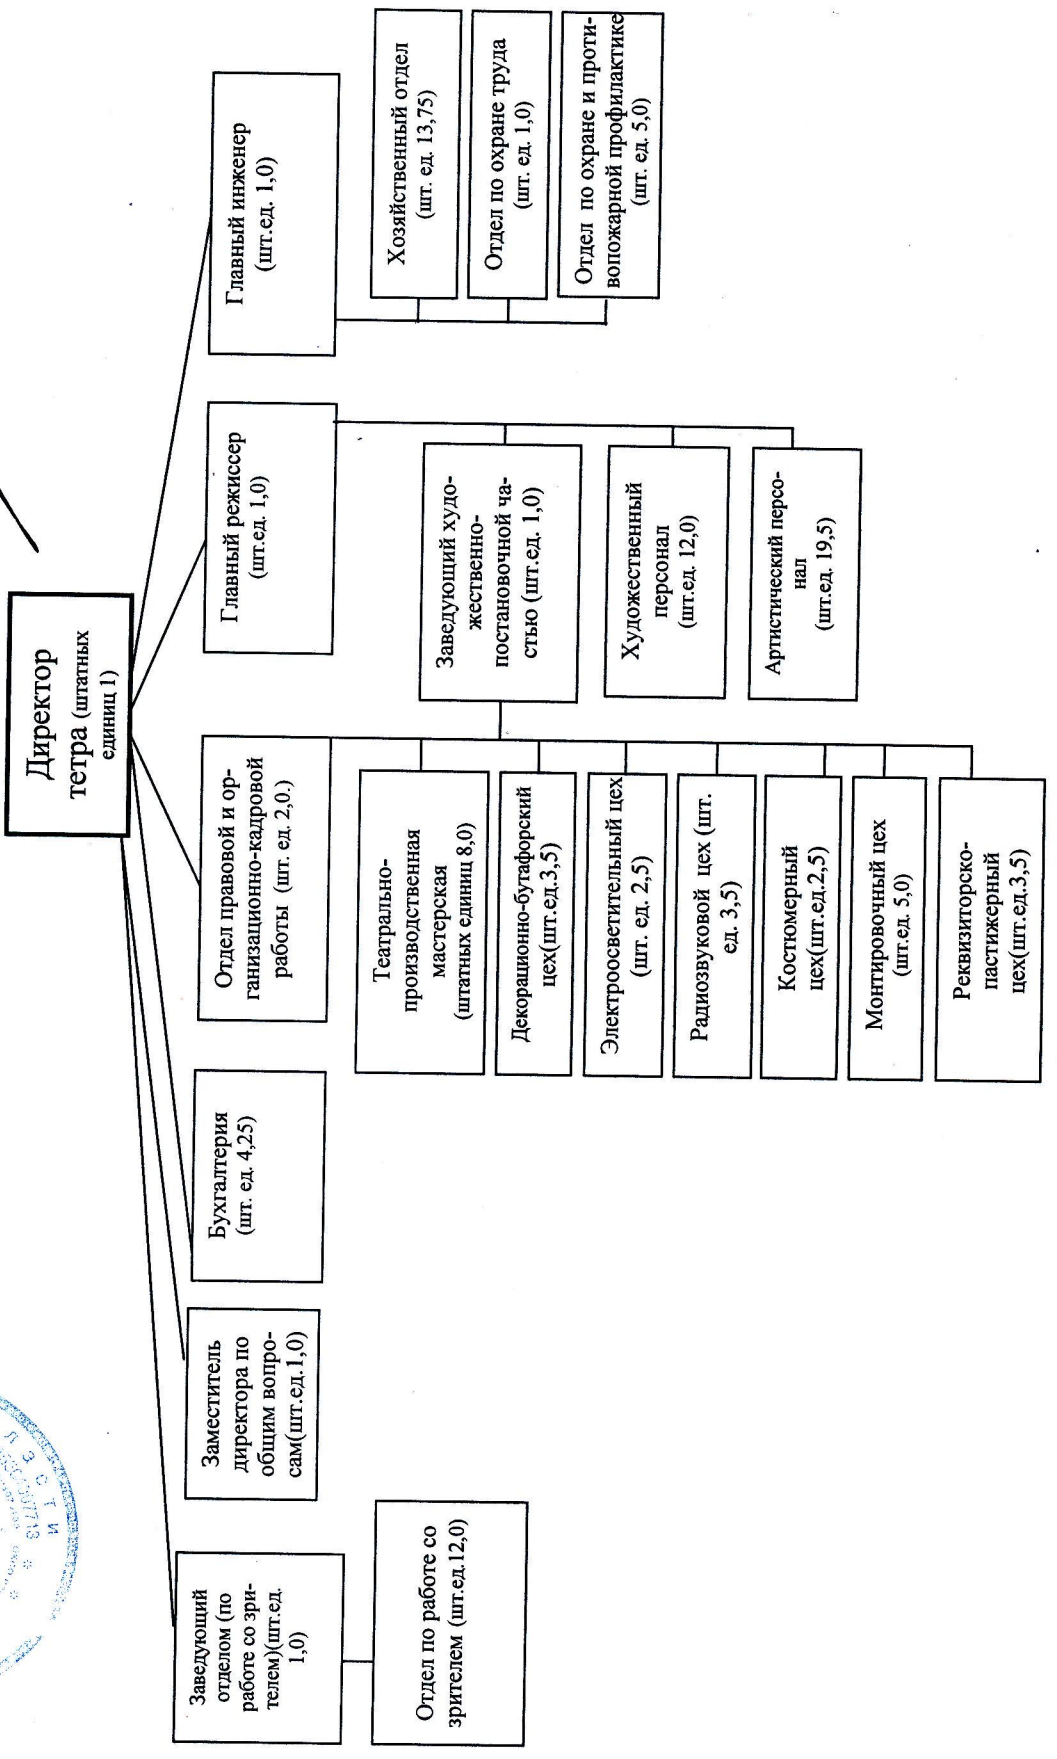 Директор
тетра (штатных
единиц 1)
Заведующий
отделом (по
работе со зри-
телем)(шт.ед.
1,0)
Заместитель
директора по
общим вопро-
сам(шт.ед.1,0)
Бухгалтерия
(шт. ед. 4,25)
Отдел правовой и ор-
ганизационно-кадровой
работы (шт. ед. 2,0.)
Главный режиссер
(шт.ед. 1,0)
Главный инженер
(шт.ед. 1,0)
Отдел по работе со
зрителем (шт.ед.12,0)
Театрально-
производственная
мастерская
(штатных единиц 8,0)
Декорационно-бутафорский
цех(шт.ед.3,5)
Электроосветительный цех
(шт. ед. 2,5)
Радиозвуковой цех (шт.
ед. 3,5)
Костюмерный
цех(шт.ед.2,5)
Монтировочный цех
(шт.ед. 5,0)
Реквизиторско-
пастижерный
цех(шт.ед.3,5)
Заведующий худо-
жественно-
постановочной ча-
стью (шт.ед. 1,0)
Художественный
персонал
(шт.ед. 12,0)
Артистический персо-
нал
(шт.ед. 19,5)
Хозяйственный отдел
(шт. ед. 13,75)
Отдел по охране труда
(шт. ед. 1,0)
Отдел по охране и проти-
вопожарной профилактике
(шт. ед. 5,0)